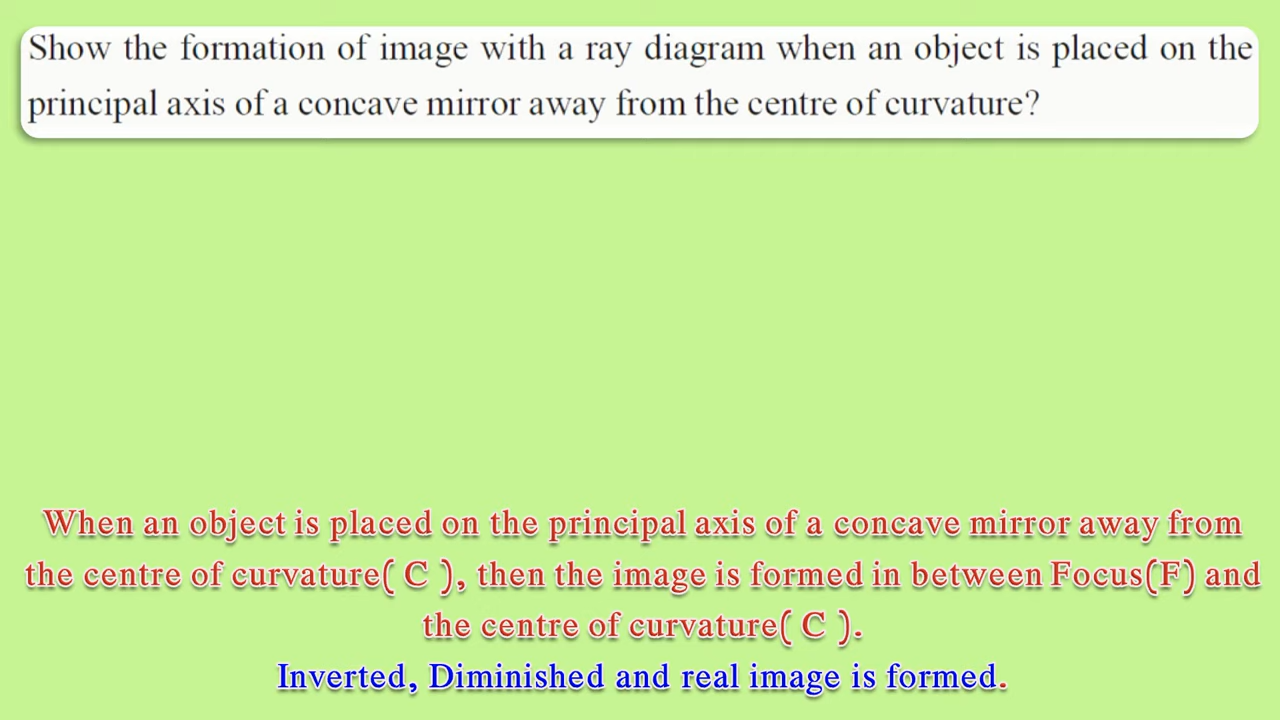 Show the formation of image with a ray diagram when an object is placed on the
principal axis of a concave mirror away from the centre of curvature?
When an object is placed on the principal axis of a concave mirror away from
the centre of curvature( C ), then the image is formed in between Focus(F) and
the centre of curvature( C ).
Inverted, Diminished and real image is formed.